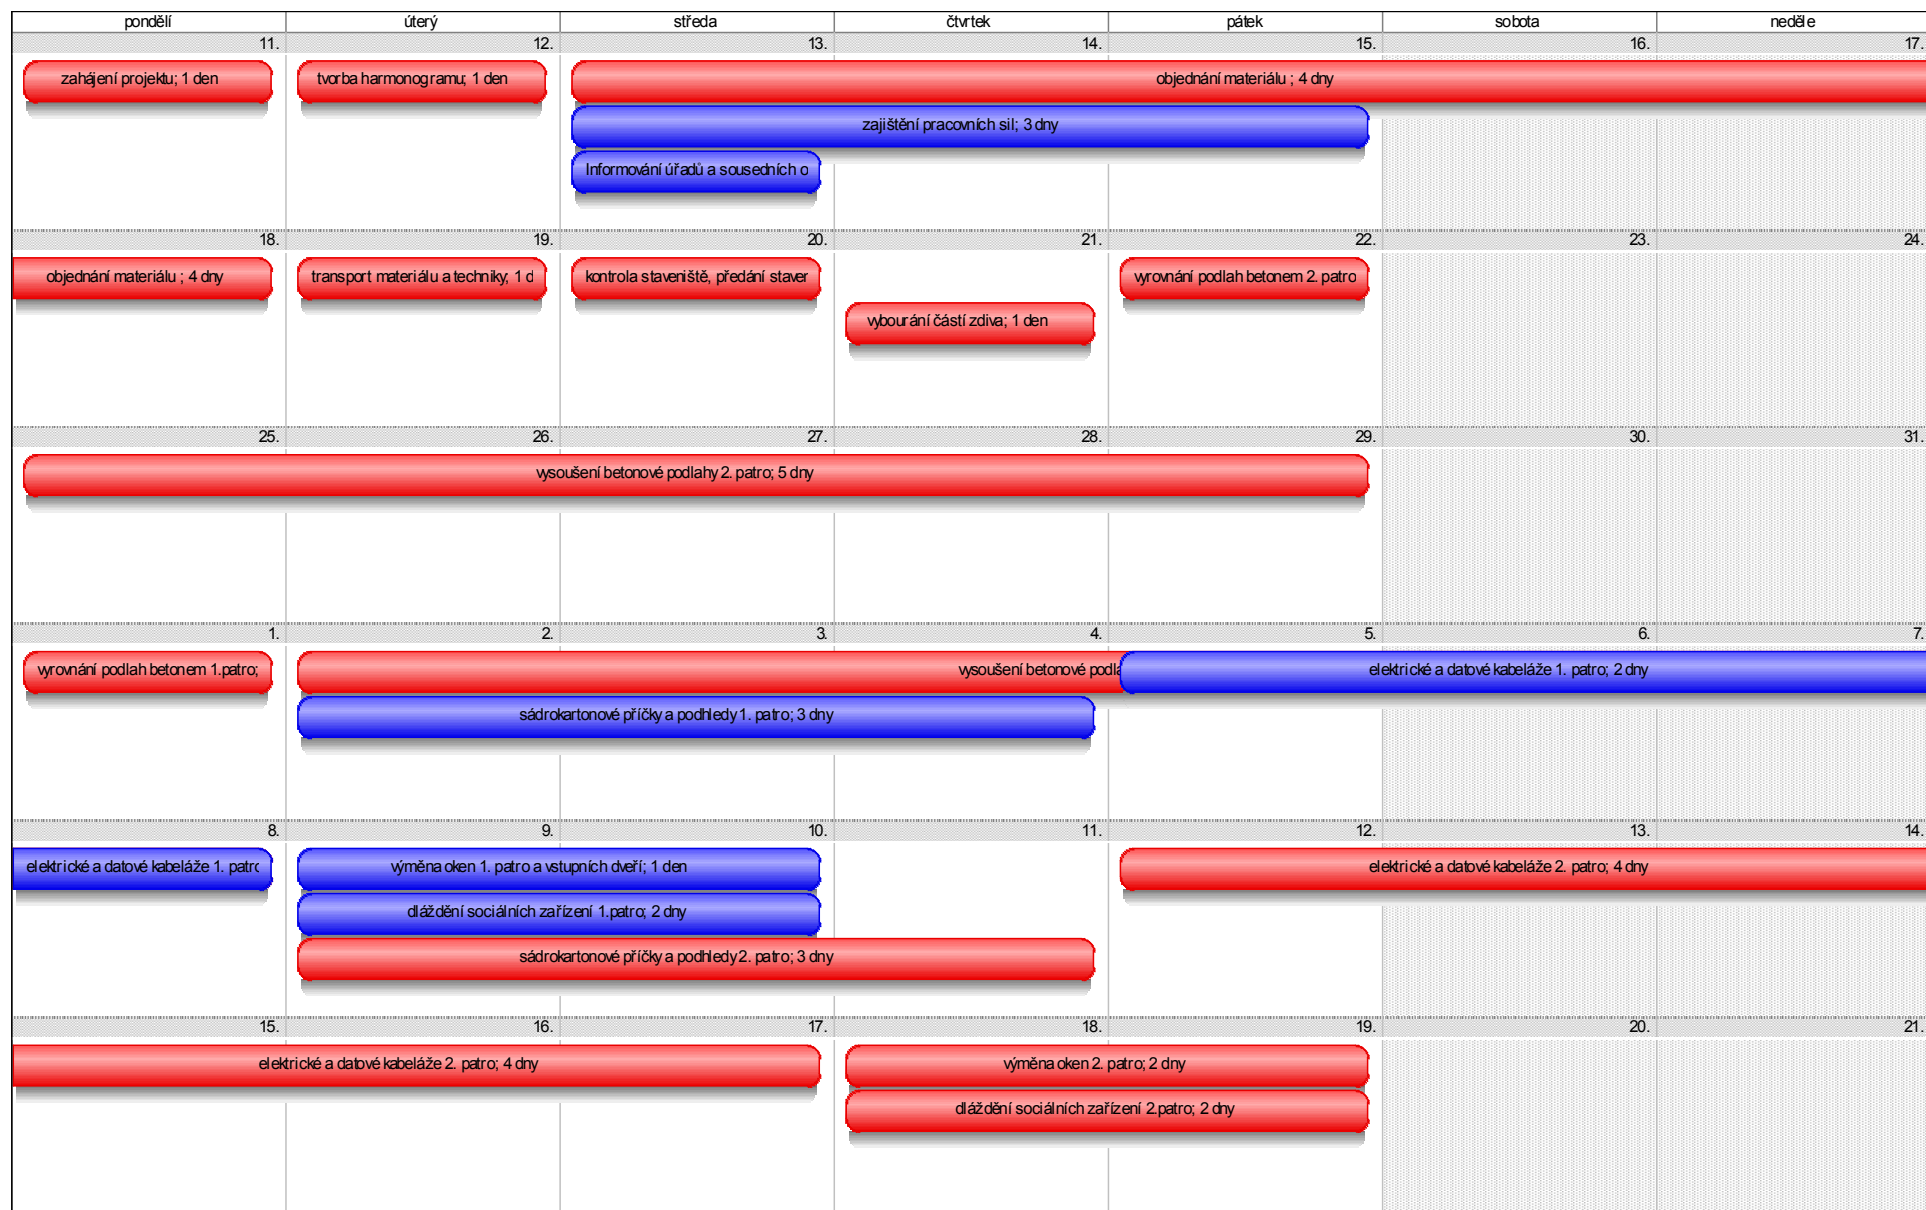 pondělí úterý středa čtvrtek pátek sobota neděle
11. 12. 13. 14. 15. 16. 17.
zahájení projektu; 1 den tvorba harmonogramu; 1 den objednání materiálu ; 4 dny
zajištění pracovních sil; 3 dny
Informování úřadů a sousedních o
18. 19. 20. 21. 22. 23. 24.
objednání materiálu ; 4 dny transport materiálu a techniky; 1 d kontrola staveniště, předání staven vyrovnání podlah betonem 2. patro
vybourání částí zdiva; 1 den
25. 26. 27. 28. 29. 30. 31.
vysoušení betonové podlahy 2. patro; 5 dny
1. 2. 3. 4. 5. 6. 7.
vyrovnání podlah betonem 1.patro; vysoušení betonové podla elektrické a datové kabeláže 1. patro; 2 dny
sádrokartonové příčky a podhledy 1. patro; 3 dny
8. 9. 10. 11. 12. 13. 14.
elektrické a datové kabeláže 1. patro výměna oken 1. patro a vstupních dveří; 1 den elektrické a datové kabeláže 2. patro; 4 dny
dláždění sociálních zařízení 1.patro; 2 dny
sádrokartonové příčky a podhledy 2. patro; 3 dny
15. 16. 17. 18. 19. 20. 21.
elektrické a datové kabeláže 2. patro; 4 dny výměna oken 2. patro; 2 dny
dláždění sociálních zařízení 2.patro; 2 dny